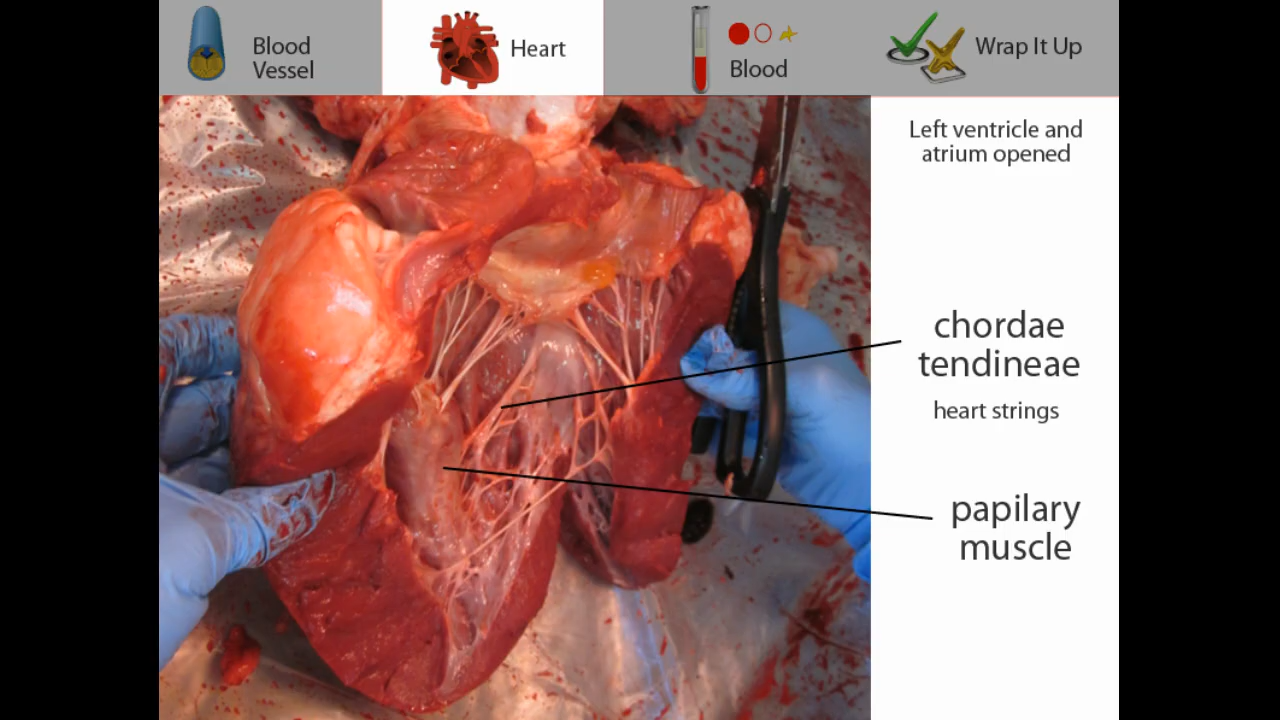 Blood
Vessel
Heart
Blood
Wrap It Up
Left ventricle and
atrium opened
chordae
tendineae
heart strings
papilary
muscle